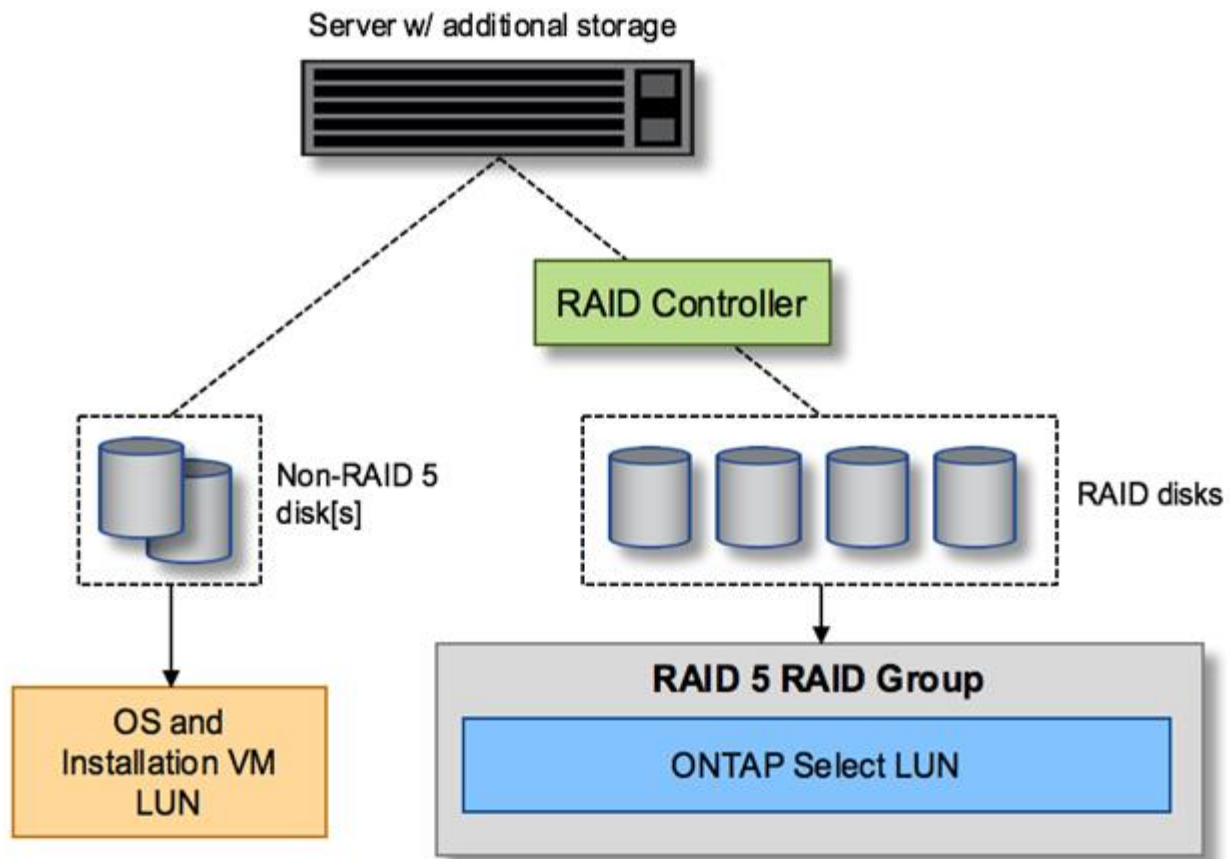 Server w/ additional storage
RAID Controller
Non-RAID 5
disk[s]
RAID disks
OS and
Installation VM
LUN
RAID 5 RAID Group
ONTAP Select LUN